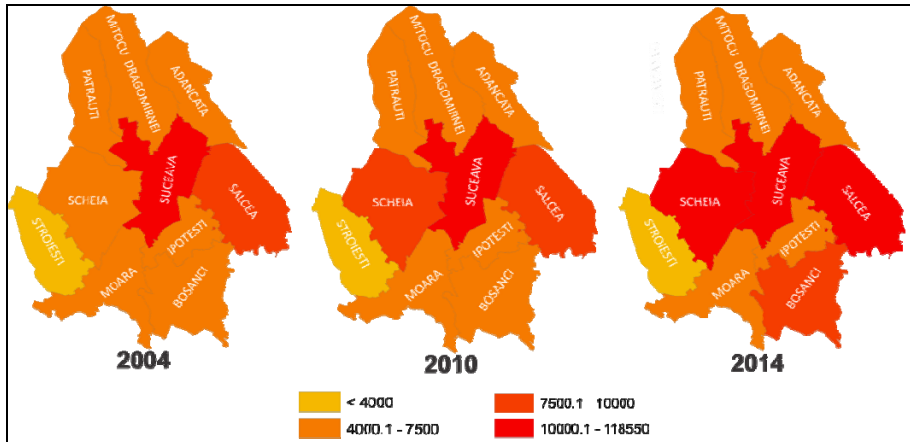 MITOCU DRAGOMIRNEI
PATRAUTI
ADANCATA
SUCEAVA
SCHEIA
SALCEA
STROIESTI
IPOTESTI
MOARA
BOSANCI
2004
MITOCU DRAGOMIRNEI
PATRAUTI
ADANCATA
SUCEAVA
SCHEIA
SALCEA
STROIESTI
IPOTESTI
MOARA
BOSANCI
2010
MITOCU DRAGOMIRNEI
PATRAUTI
ADANCATA
SUCEAVA
SCHEIA
SALCEA
STROIESTI
IPOTESTI
MOARA
BOSANCI
2014
< 4000
4000.1 - 7500
7500.1 10000
10000.1 - 118550